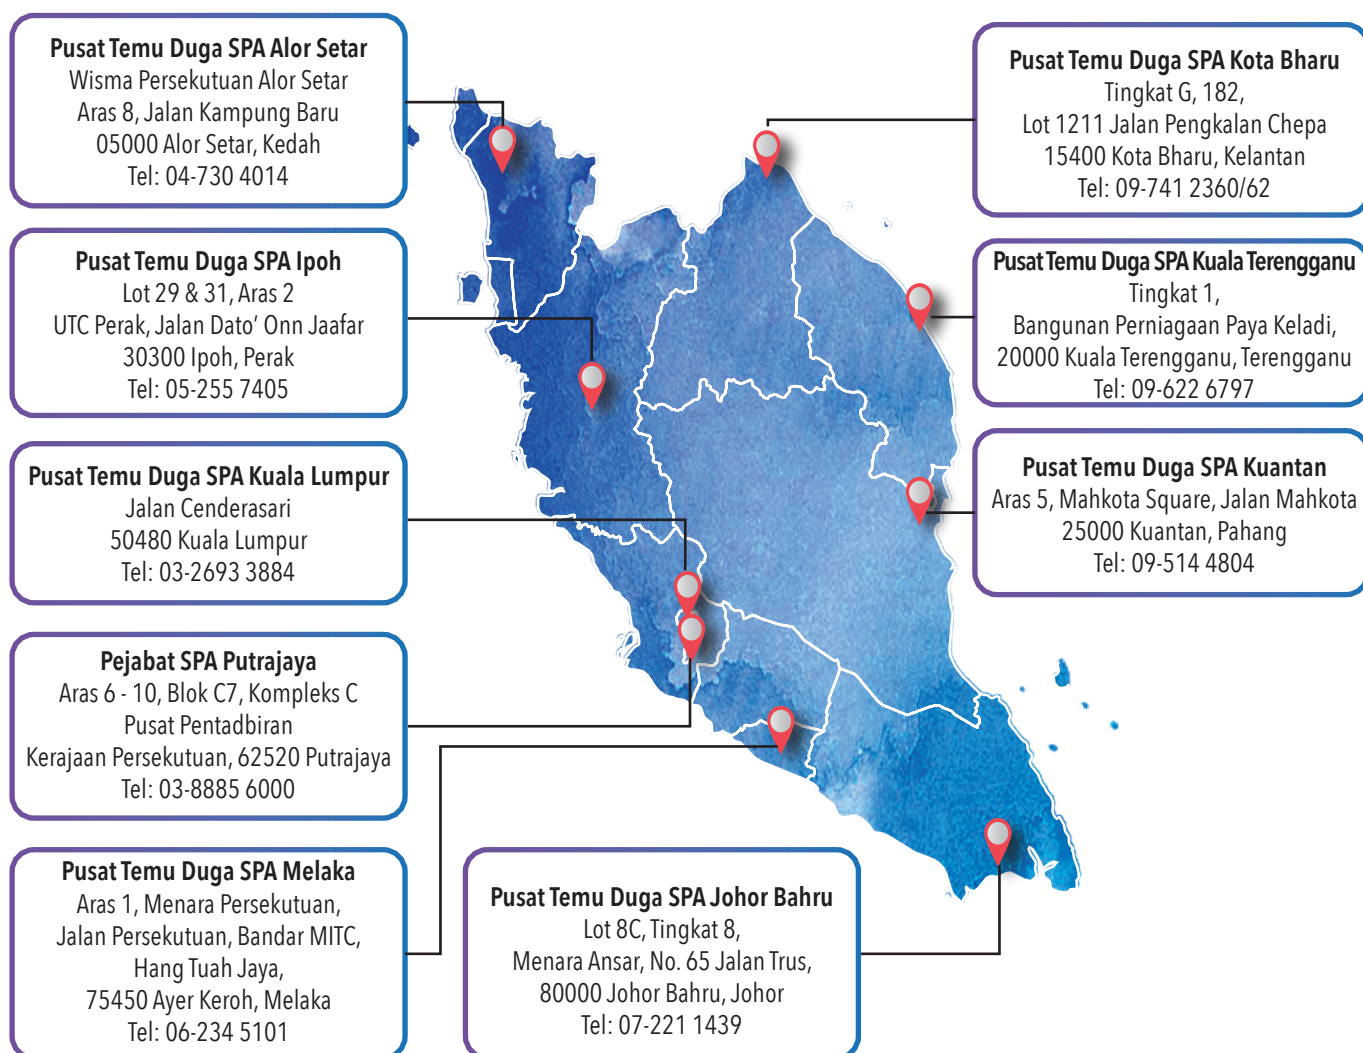 Pusat Temu Duga SPA Alor Setar
Wisma Persekutuan Alor Setar
Aras 8, Jalan Kampung Baru
05000 Alor Setar, Kedah
Tel: 04-730 4014
Pusat Temu Duga SPA Ipoh
Lot 29 & 31, Aras 2
UTC Perak, Jalan Dato’ Onn Jaafar
30300 Ipoh, Perak
Tel: 05-255 7405
Pusat Temu Duga SPA Kuala Lumpur
Jalan Cenderasari
50480 Kuala Lumpur
Tel: 03-2693 3884
Pejabat SPA Putrajaya
Aras 6 - 10, Blok C7, Kompleks C
Pusat Pentadbiran
Kerajaan Persekutuan, 62520 Putrajaya
Tel: 03-8885 6000
Pusat Temu Duga SPA Melaka
Aras 1, Menara Persekutuan,
Jalan Persekutuan, Bandar MITC,
Hang Tuah Jaya,
75450 Ayer Keroh, Melaka
Tel: 06-234 5101
Pusat Temu Duga SPA Kota Bharu
Tingkat G, 182,
Lot 1211 Jalan Pengkalan Chepa
15400 Kota Bharu, Kelantan
Tel: 09-741 2360/62
Pusat Temu Duga SPA Kuala Terengganu
Tingkat 1,
Bangunan Perniagaan Paya Keladi,
20000 Kuala Terengganu, Terengganu
Tel: 09-622 6797
Pusat Temu Duga SPA Kuantan
Aras 5, Mahkota Square, Jalan Mahkota
25000 Kuantan, Pahang
Tel: 09-514 4804
Pusat Temu Duga SPA Johor Bahru
Lot 8C, Tingkat 8,
Menara Ansar, No. 65 Jalan Trus,
80000 Johor Bahru, Johor
Tel: 07-221 1439